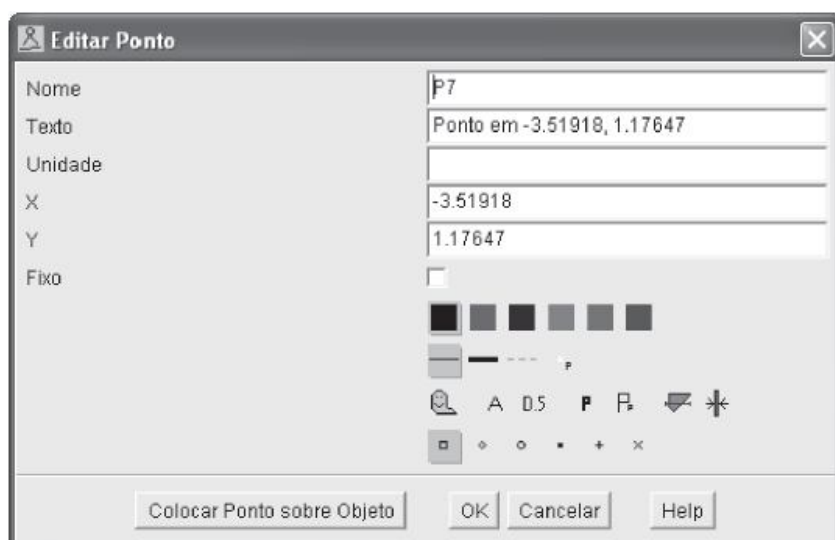 Editar Ponto
Nome P7
Texto Ponto em -3.51918, 1.17647
Unidade
X -3.51918
Y 1.17647
Fixo
P
A 0.5 P P
Colocar Ponto sobre Objeto OK Cancelar Help